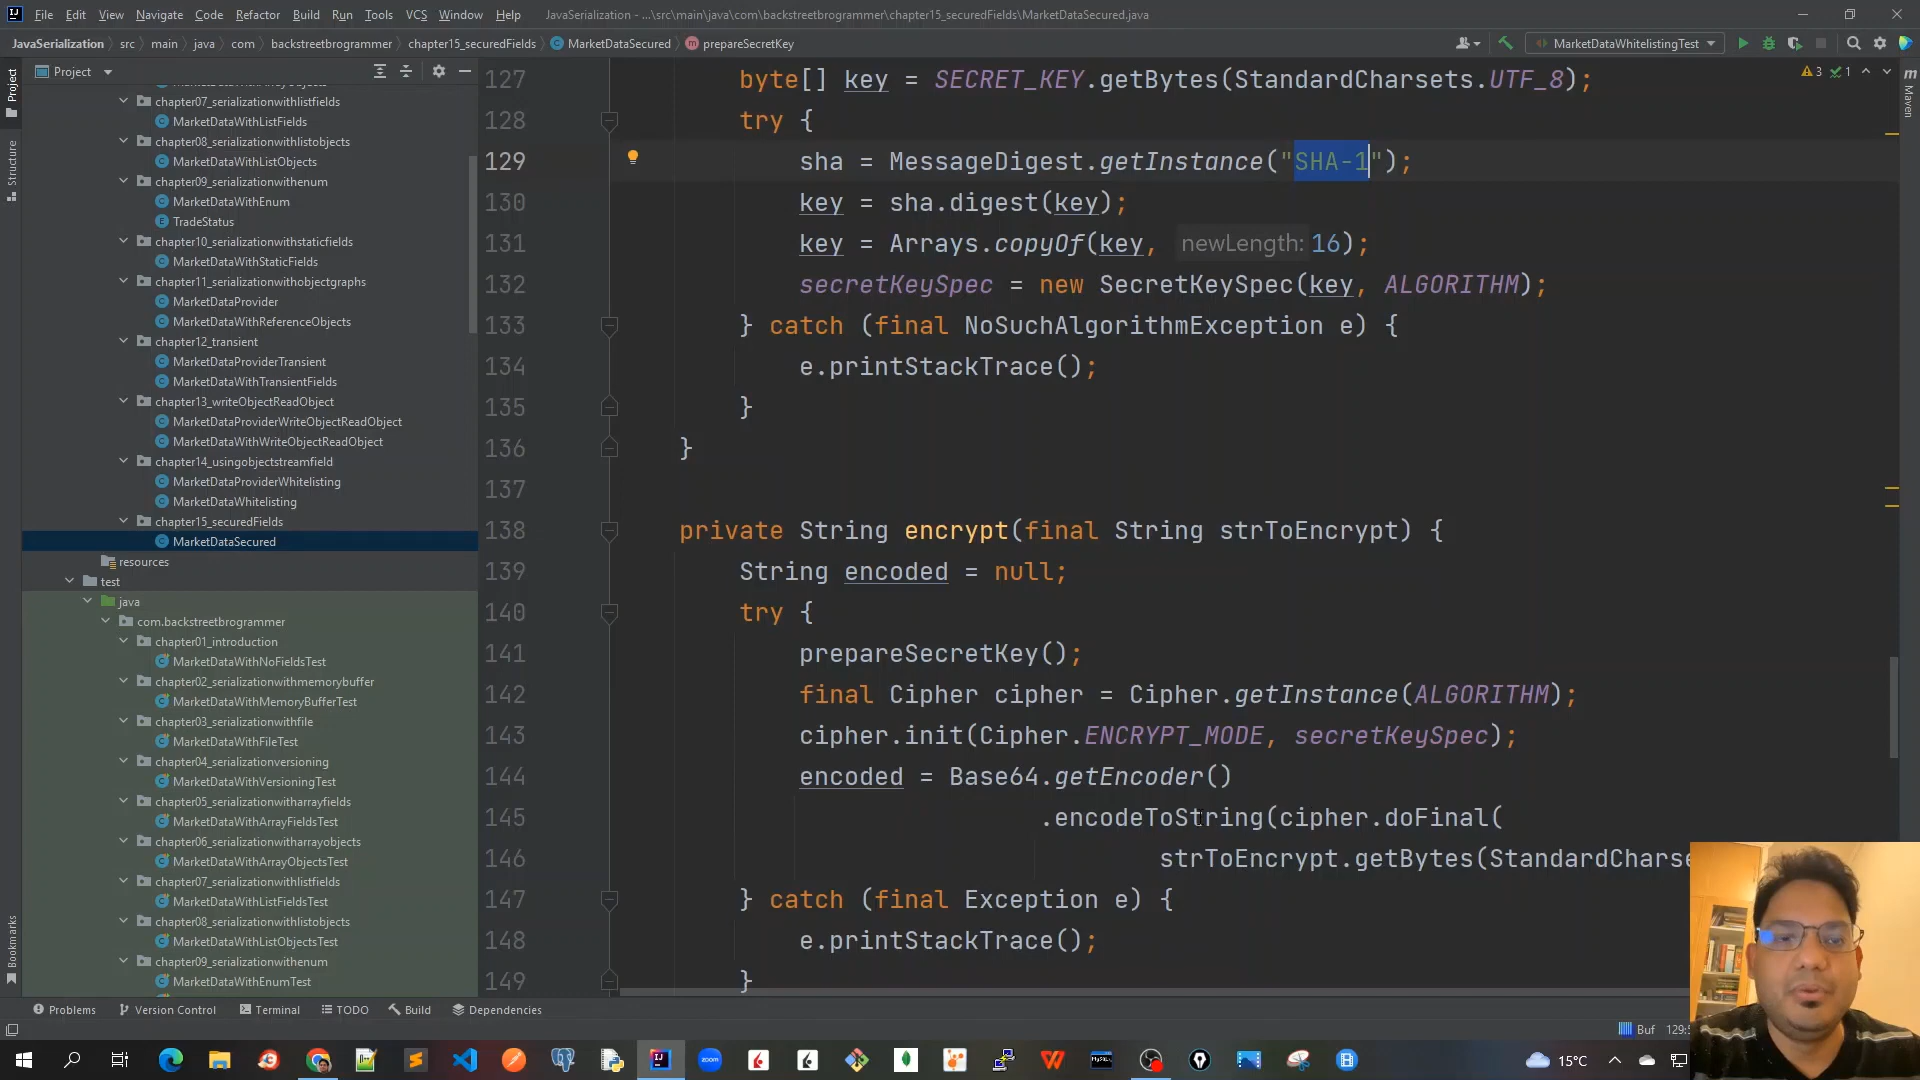 File Edit View Navigate Code Refactor Build Run Tools VCS Window Help JavaSerialization - ...\src\main\java\com\backstreetbrogrammer\chapter15_securedFields\MarketDataSecured.java
JavaSerialization src main java com backstreetbrogrammer chapter15_securedFields MarketDataSecured prepareSecretKey MarketDataWhitelistingTest
Project
Project
Structure
Bookmarks
chapter07_serializationwithlistfields
MarketDataWithListFields
chapter08_serializationwithlistobjects
MarketDataWithListObjects
chapter09_serializationwithenum
MarketDataWithEnum
TradeStatus
chapter10_serializationwithstaticfields
MarketDataWithStaticFields
chapter11_serializationwithobjectgraphs
MarketDataProvider
MarketDataWithReferenceObjects
chapter12_transient
MarketDataProviderTransient
MarketDataWithTransientFields
chapter13_writeObjectReadObject
MarketDataProviderWriteObjectReadObject
MarketDataWithWriteObjectReadObject
chapter14_usingobjectstreamfield
MarketDataProviderWhitelisting
MarketDataWhitelisting
chapter15_securedFields
MarketDataSecured
resources
test
java
com.backstreetbrogrammer
chapter01_introduction
MarketDataWithNoFieldsTest
chapter02_serializationwithmemorybuffer
MarketDataWithMemoryBufferTest
chapter03_serializationwithfile
MarketDataWithFileTest
chapter04_serializationversioning
MarketDataWithVersioningTest
chapter05_serializationwitharrayfields
MarketDataWithArrayFieldsTest
chapter06_serializationwitharrayobjects
MarketDataWithArrayObjectsTest
chapter07_serializationwithlistfields
MarketDataWithListFieldsTest
chapter08_serializationwithlistobjects
MarketDataWithListObjectsTest
chapter09_serializationwithenum
MarketDataWithEnumTest
127 byte[] key = SECRET_KEY.getBytes(StandardCharsets.UTF_8);
128 try {
129 sha = MessageDigest.getInstance("SHA-1");
130 key = sha.digest(key);
131 key = Arrays.copyOf(key, newLength: 16);
132 secretKeySpec = new SecretKeySpec(key, ALGORITHM);
133 } catch (final NoSuchAlgorithmException e) {
134 e.printStackTrace();
135 }
136 }
137
138 private String encrypt(final String strToEncrypt) {
139 String encoded = null;
140 try {
141 prepareSecretKey();
142 final Cipher cipher = Cipher.getInstance(ALGORITHM);
143 cipher.init(Cipher.ENCRYPT_MODE, secretKeySpec);
144 encoded = Base64.getEncoder()
145 .encodeToString(cipher.doFinal(
146 strToEncrypt.getBytes(StandardCharse
147 } catch (final Exception e) {
148 e.printStackTrace();
149 }
3 1
Maven
Problems Version Control Terminal TODO Build Dependencies
Buf 129:
15°C